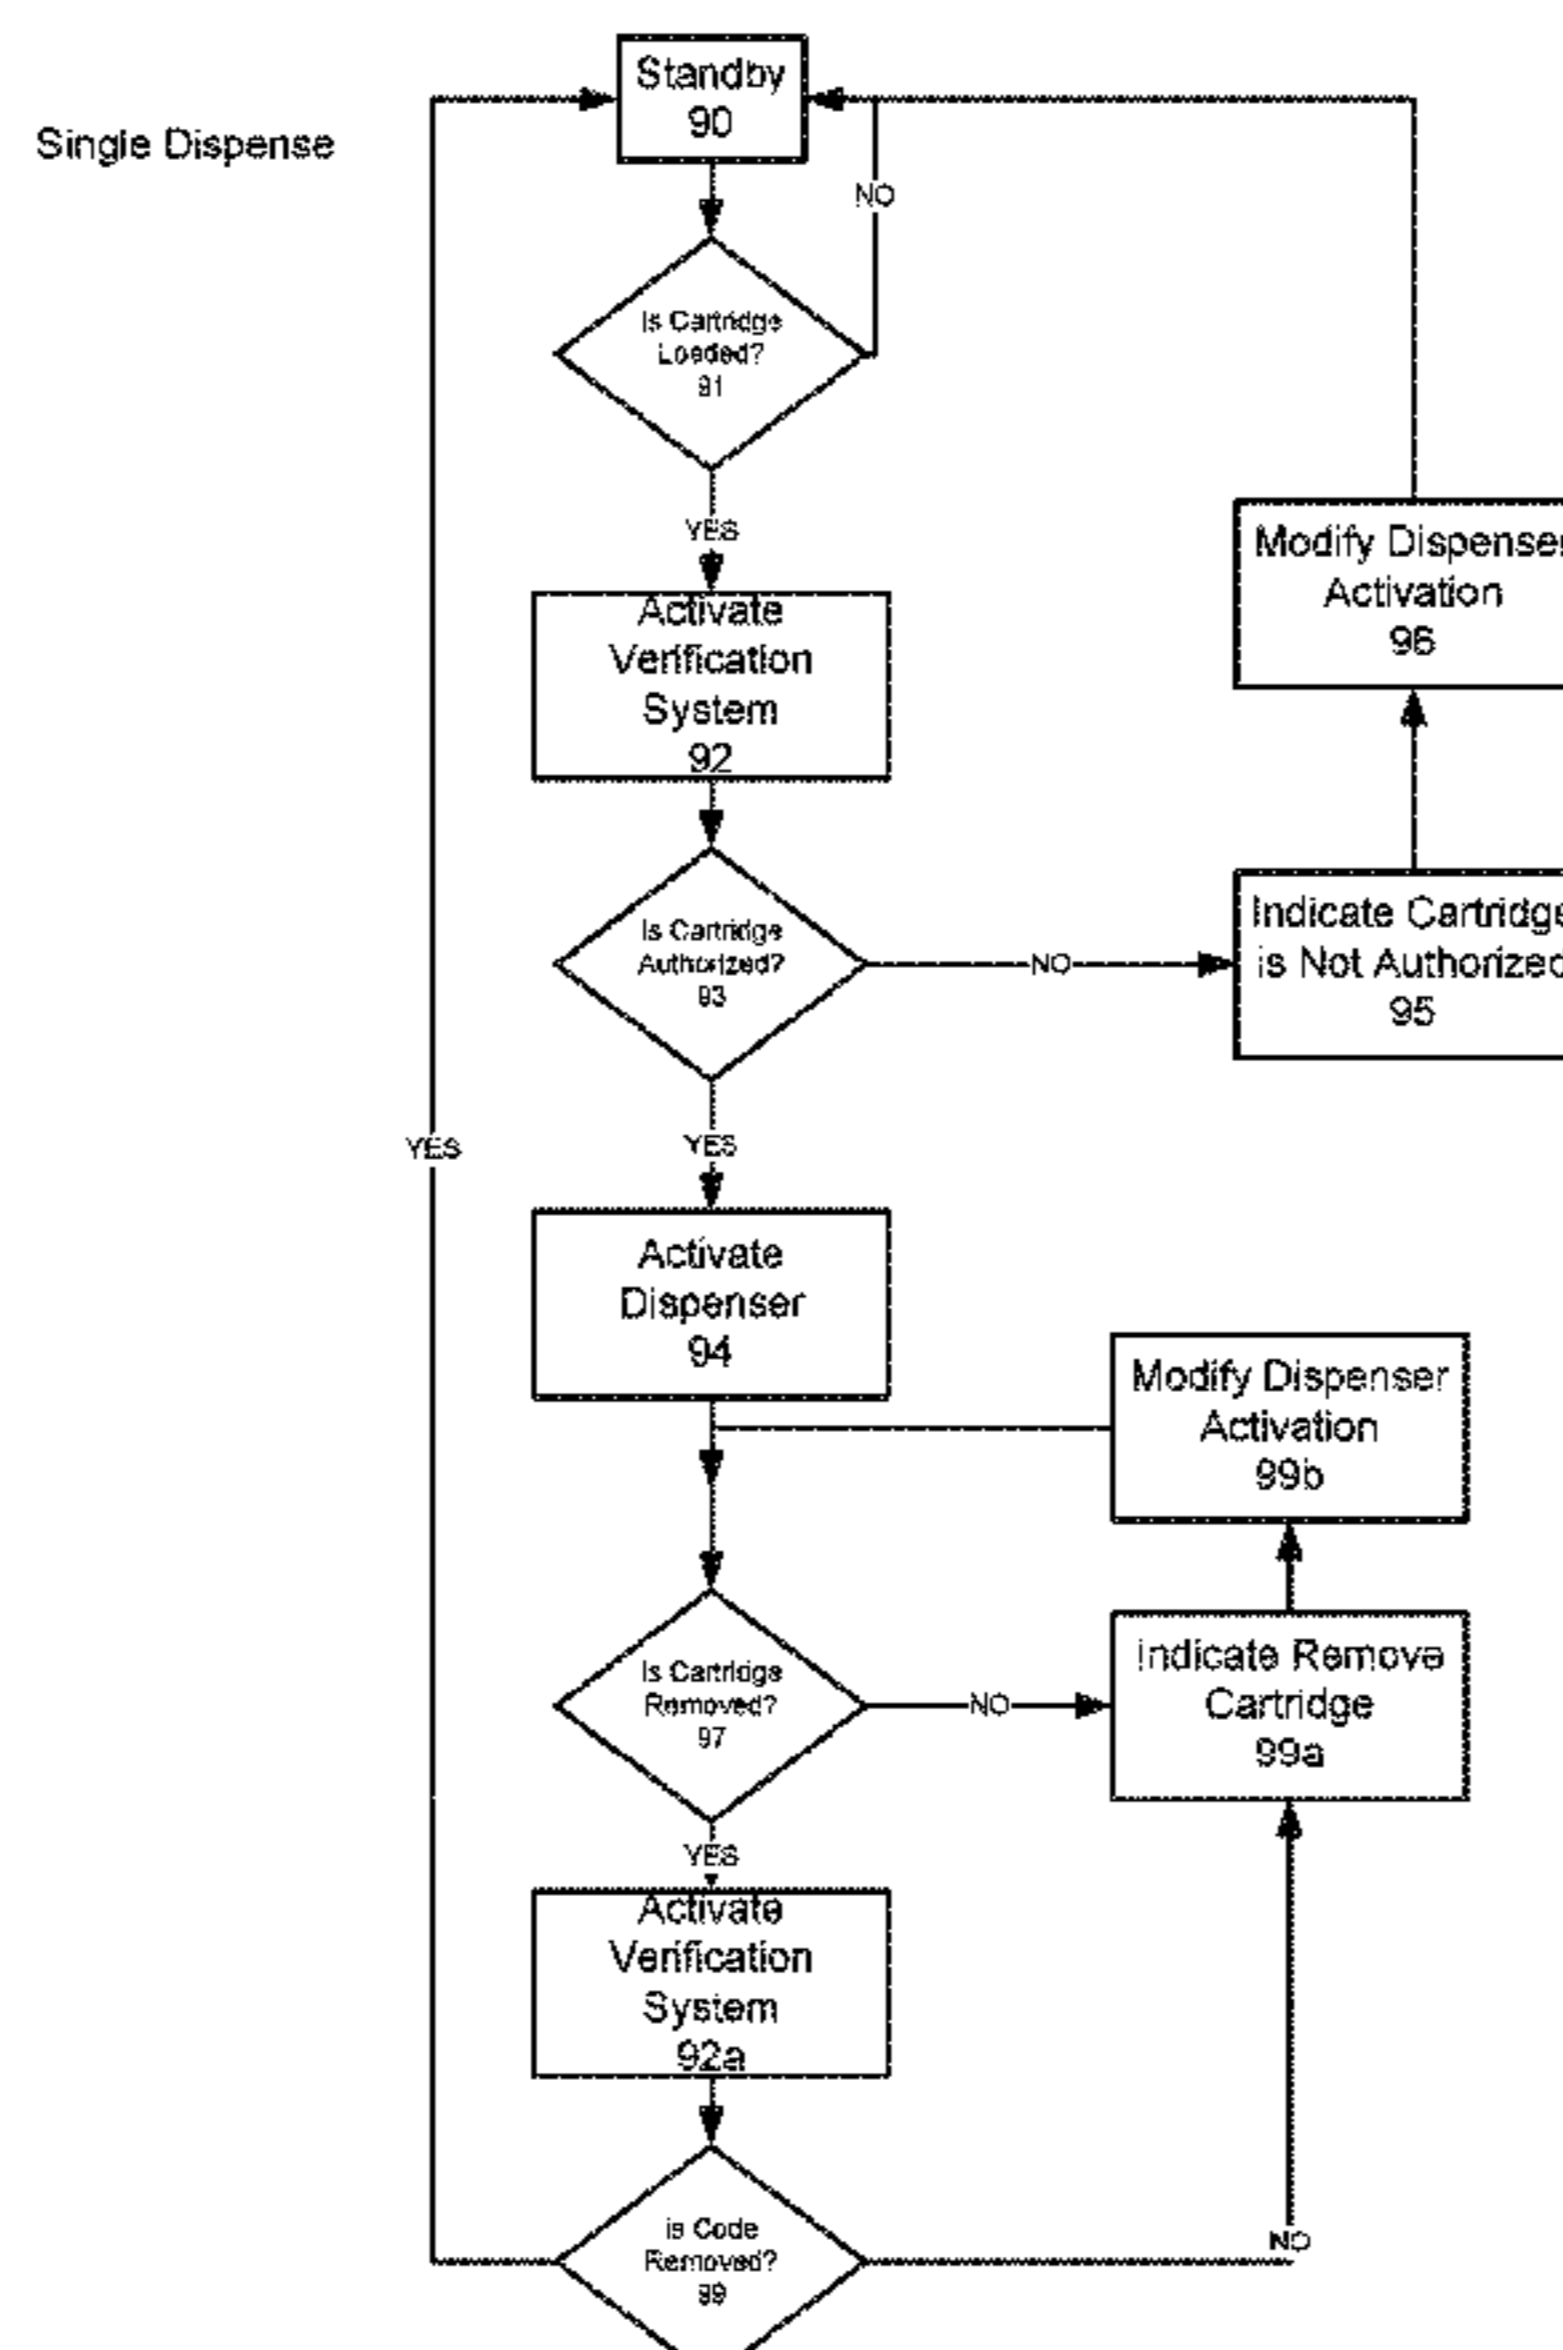 Single Dispense
Standby
90
NO
Is Cartridge
Loaded?
91
YES
Activate
Verification
System
92
Modify Dispenser
Activation
96
Is Cartridge
Authorized?
93
NO
Indicate Cartridge
is Not Authorized
95
YES
YES
Activate
Dispenser
94
Modify Dispenser
Activation
99b
Is Cartridge
Removed?
97
NO
Indicate Remove
Cartridge
99a
YES
Activate
Verification
System
92a
is Code
Removed?
99
NO